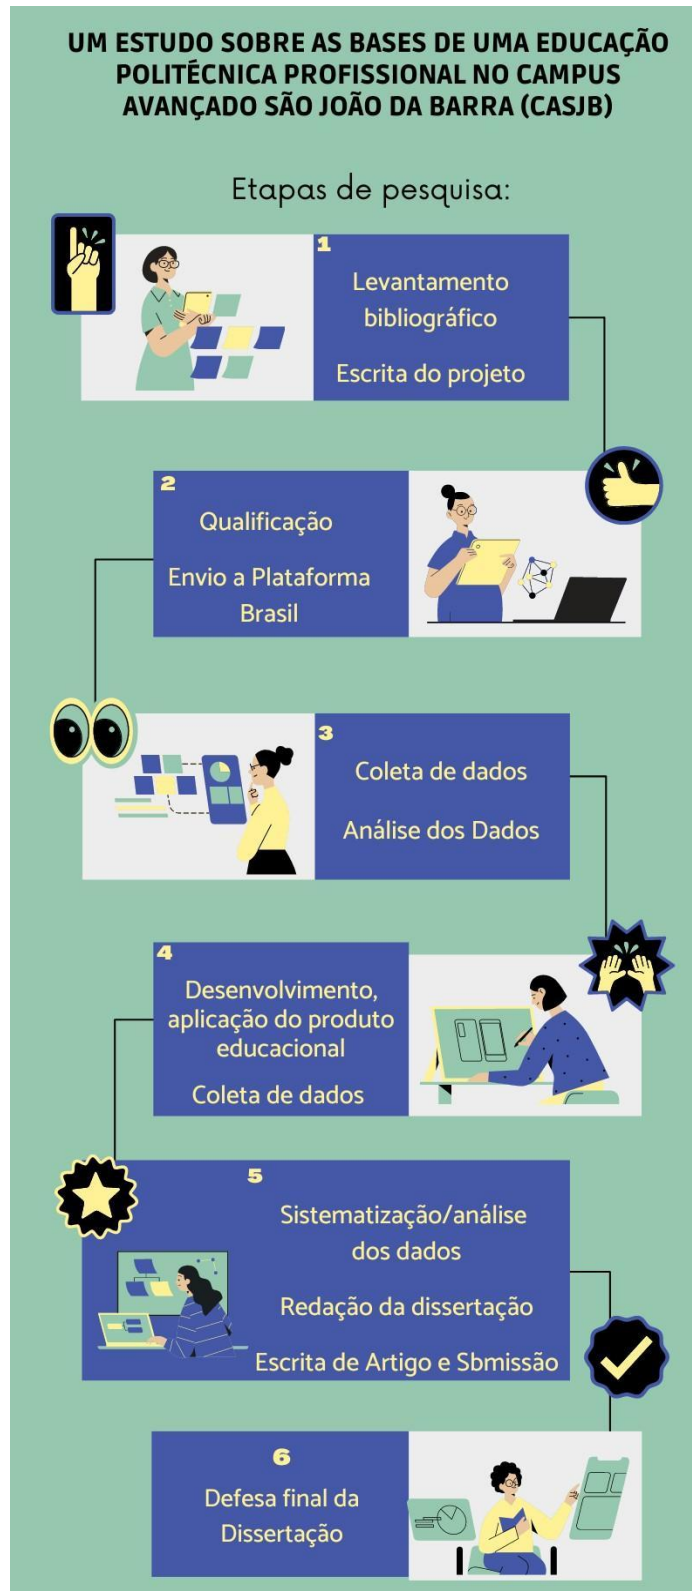 UM ESTUDO SOBRE AS BASES DE UMA EDUCAÇÃO
POLITÉCNICA PROFISSIONAL NO CAMPUS
AVANÇADO SÃO JOÃO DA BARRA (CASJB)
Etapas de pesquisa:
1
Levantamento
bibliográfico
Escrita do projeto
2
Qualificação
Envio a Plataforma
Brasil
3
Coleta de dados
Análise dos Dados
4
Desenvolvimento,
aplicação do produto
educacional
Coleta de dados
5
Sistematização/análise
dos dados
Redação da dissertação
Escrita de Artigo e Sbmissão
6
Defesa final da
Dissertação